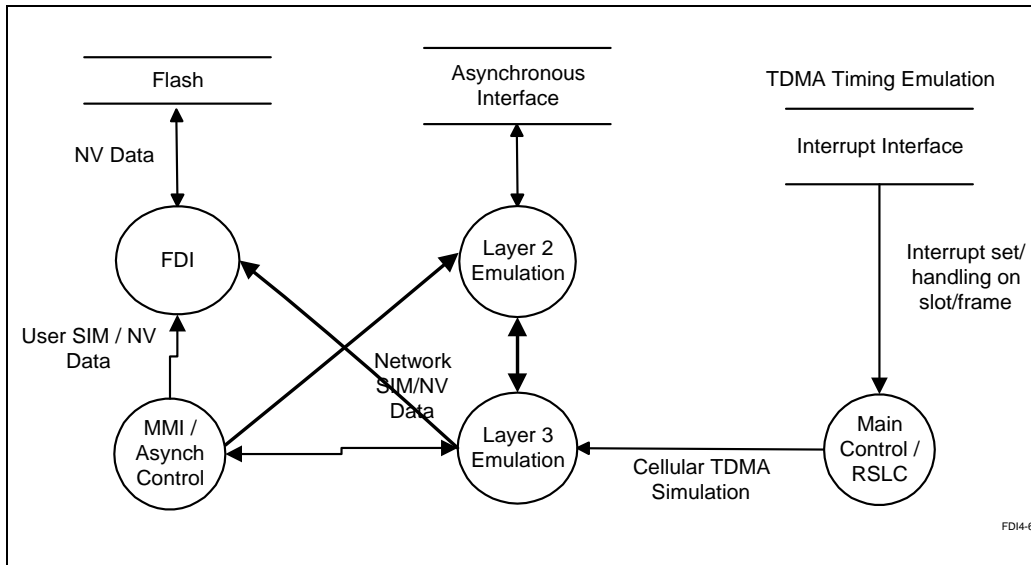 Flash
Asynchronous
Interface
TDMA Timing Emulation
Interrupt Interface
NV Data
FDI
Layer 2
Emulation
Interrupt set/
handling on
slot/frame
User SIM / NV
Data
Network
SIM/NV
Data
MMI /
Asynch
Control
Layer 3
Emulation
Cellular TDMA
Simulation
Main
Control /
RSLC
FDI4-6